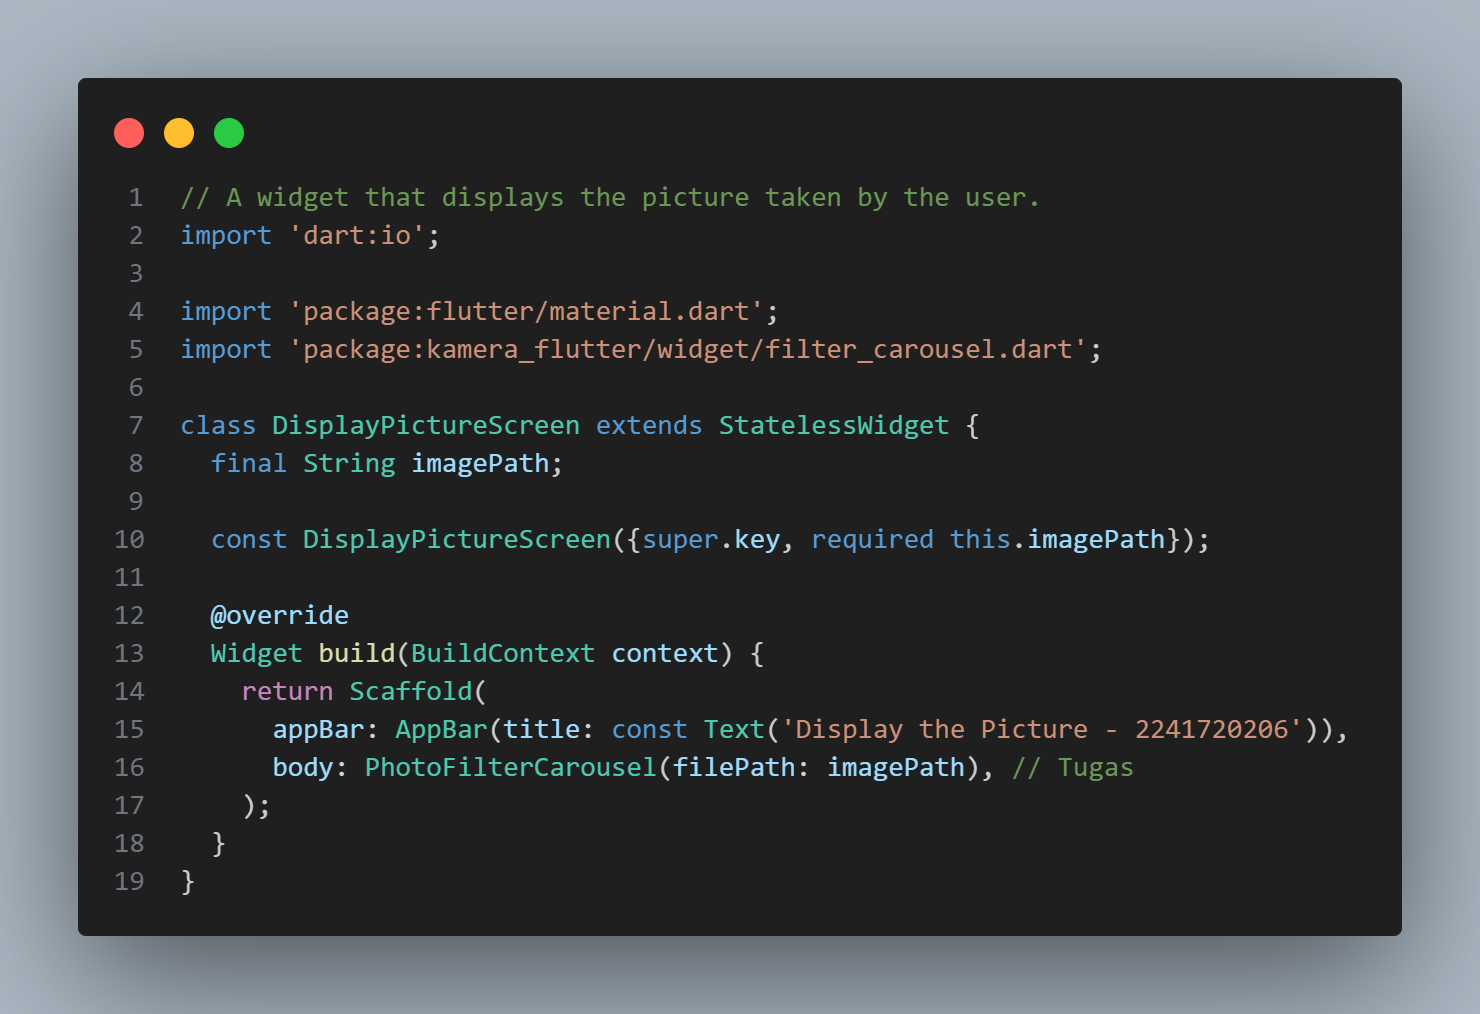 1 // A widget that displays the picture taken by the user.
2 import 'dart:io';
3
4 import 'package:flutter/material.dart';
5 import 'package:kamera_flutter/widget/filter_carousel.dart';
6
7 class DisplayPictureScreen extends StatelessWidget {
8   final String imagePath;
9
10   const DisplayPictureScreen({super.key, required this.imagePath});
11
12   @override
13   Widget build(BuildContext context) {
14     return Scaffold(
15       appBar: AppBar(title: const Text('Display the Picture - 2241720206')),
16       body: PhotoFilterCarousel(filePath: imagePath), // Tugas
17     );
18   }
19 }